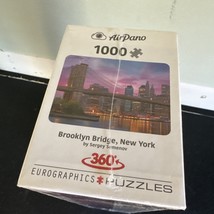 AirPano
1000
Brooklyn Bridge, New York
by Sergey Semenov
360°
EUROGRAPHICS PUZZLES